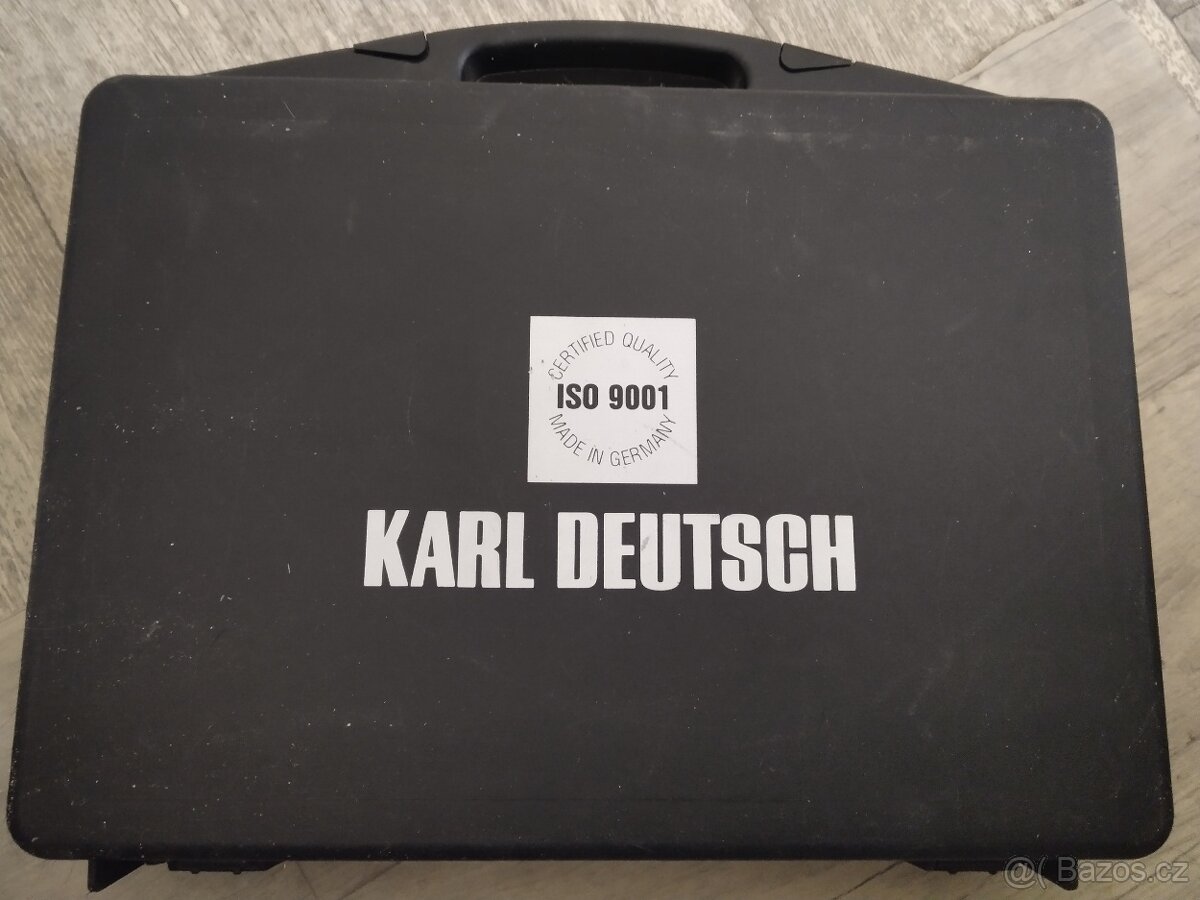 CERTIFIED QUALITY
ISO 9001
MADE IN GERMANY
KARL DEUTSCH
@( Bazos.cz